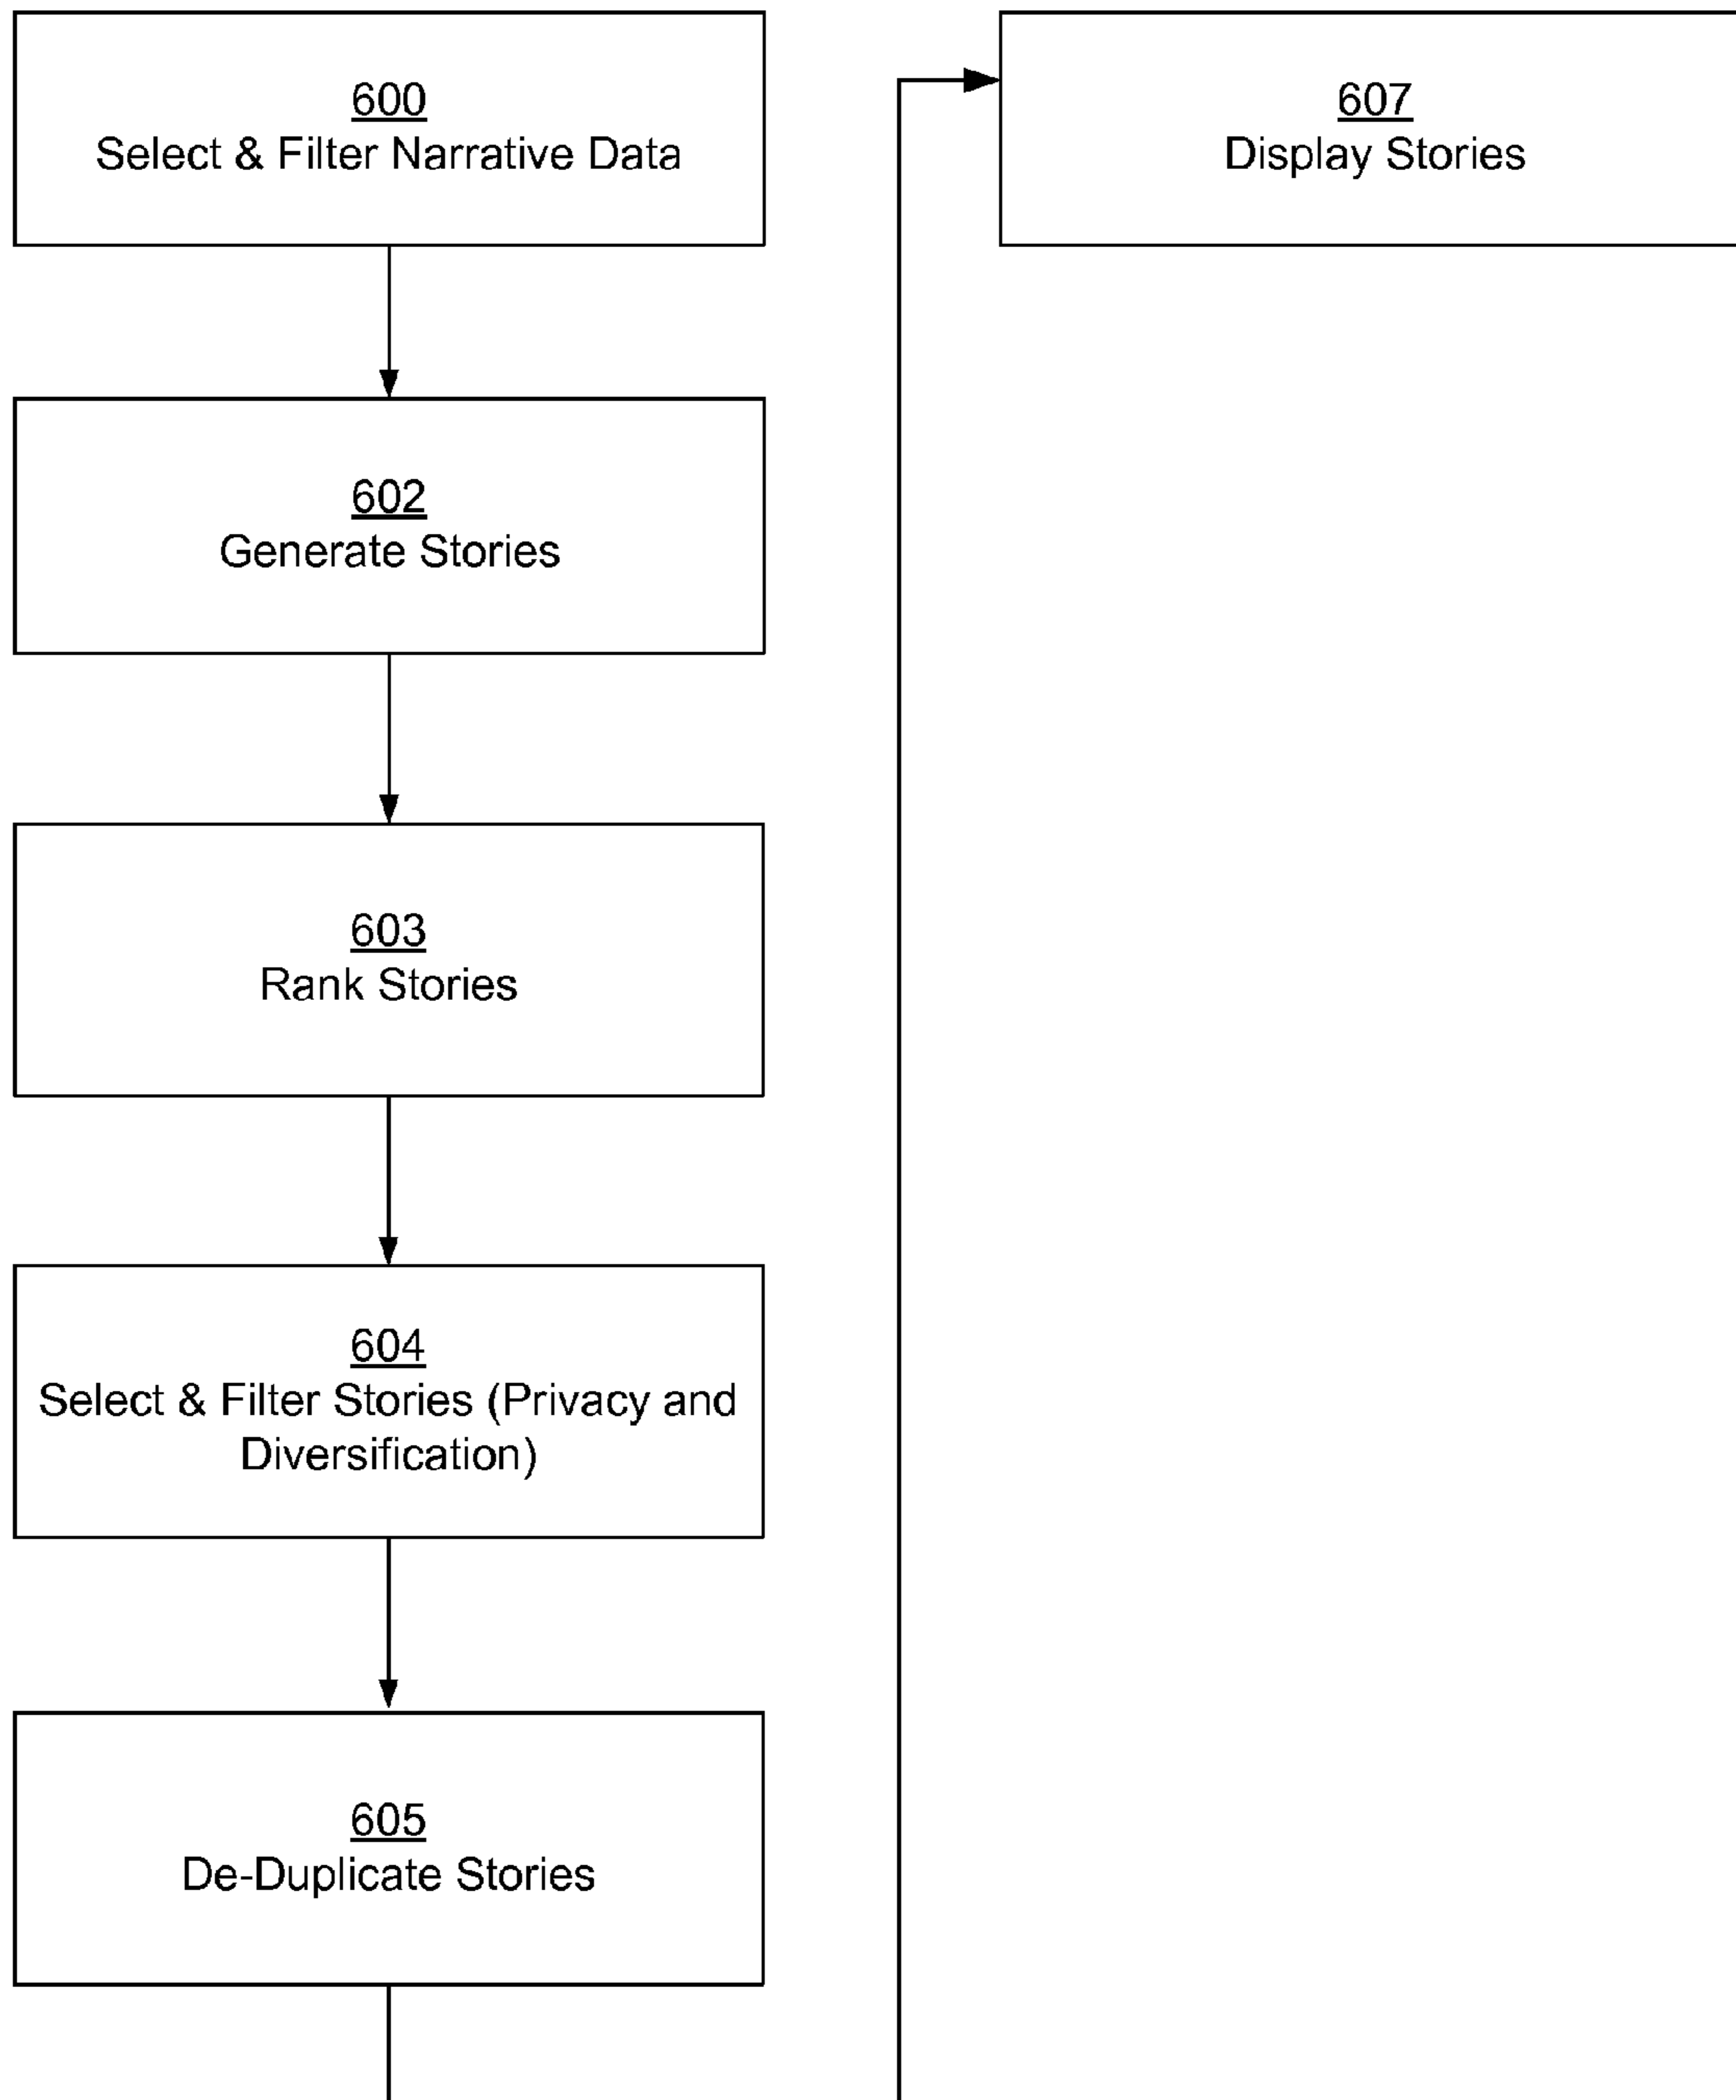 600
Select & Filter Narrative Data
602
Generate Stories
603
Rank Stories
604
Select & Filter Stories (Privacy and
Diversification)
605
De-Duplicate Stories
607
Display Stories